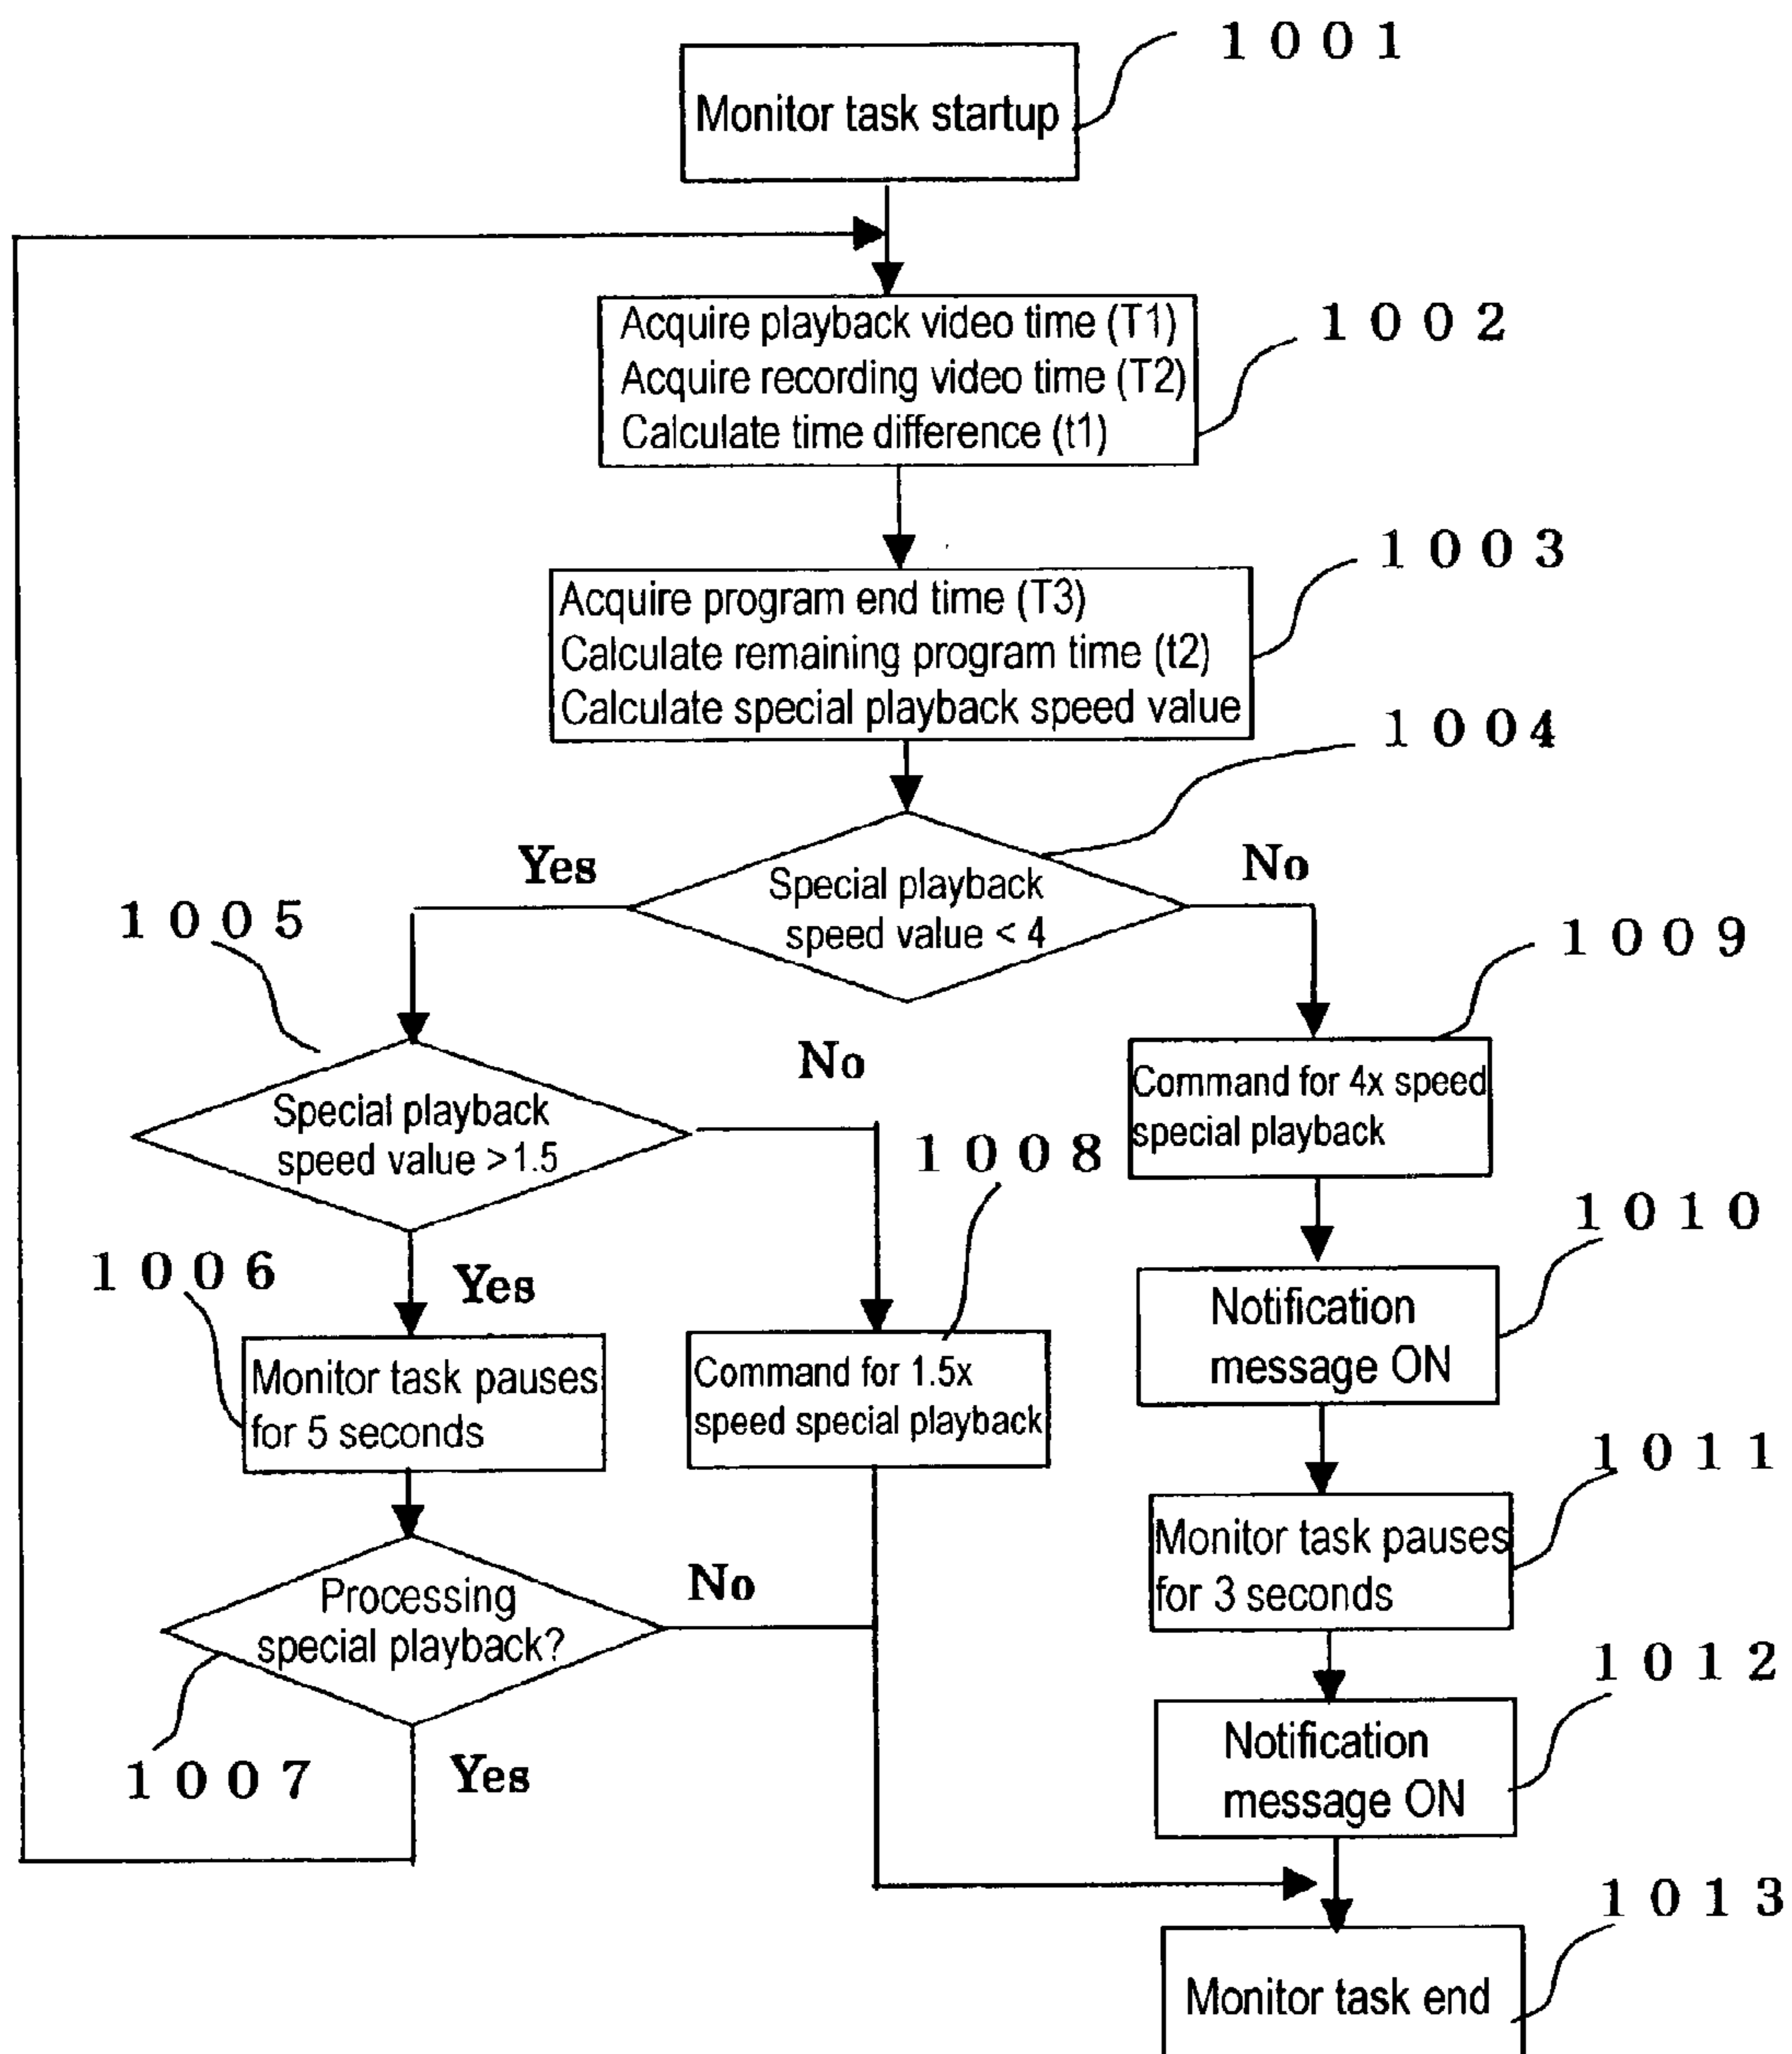 1001
Monitor task startup
1002
Acquire playback video time (T1)
Acquire recording video time (T2)
Calculate time difference (t1)
1003
Acquire program end time (T3)
Calculate remaining program time (t2)
Calculate special playback speed value
1004
Yes
No
Special playback
speed value < 4
1005
1009
No
Command for 4x speed
special playback
Special playback
speed value >1.5
1008
1010
1006
Yes
Notification
message ON
Monitor task pauses
for 5 seconds
Command for 1.5x
speed special playback
1011
Monitor task pauses
for 3 seconds
Processing
special playback?
No
1012
1007
Yes
Notification
message ON
1013
Monitor task end